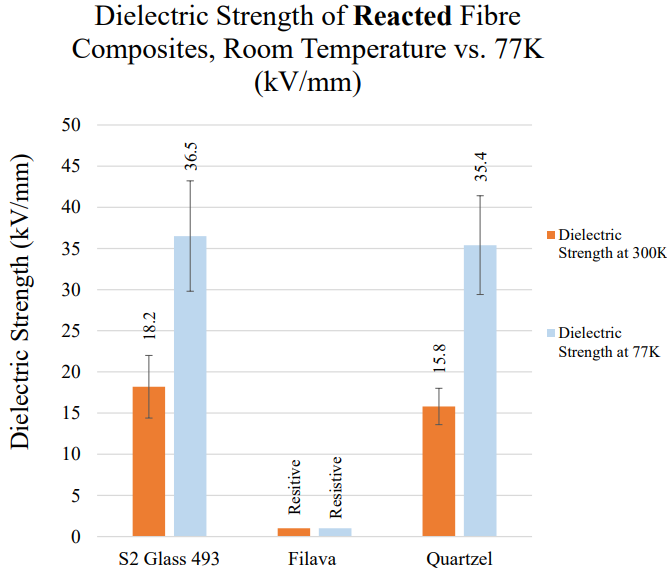 Dielectric Strength of Reacted Fibre
Composites, Room Temperature vs. 77K
(kV/mm)
Dielectric Strength (kV/mm)
50
45
40
35
30
25
20
15
10
5
0
18.2
36.5
Resitive
Resistive
15.8
35.4
S2 Glass 493
Filava
Quartzel
Dielectric
Strength at 300K
Dielectric
Strength at 77K